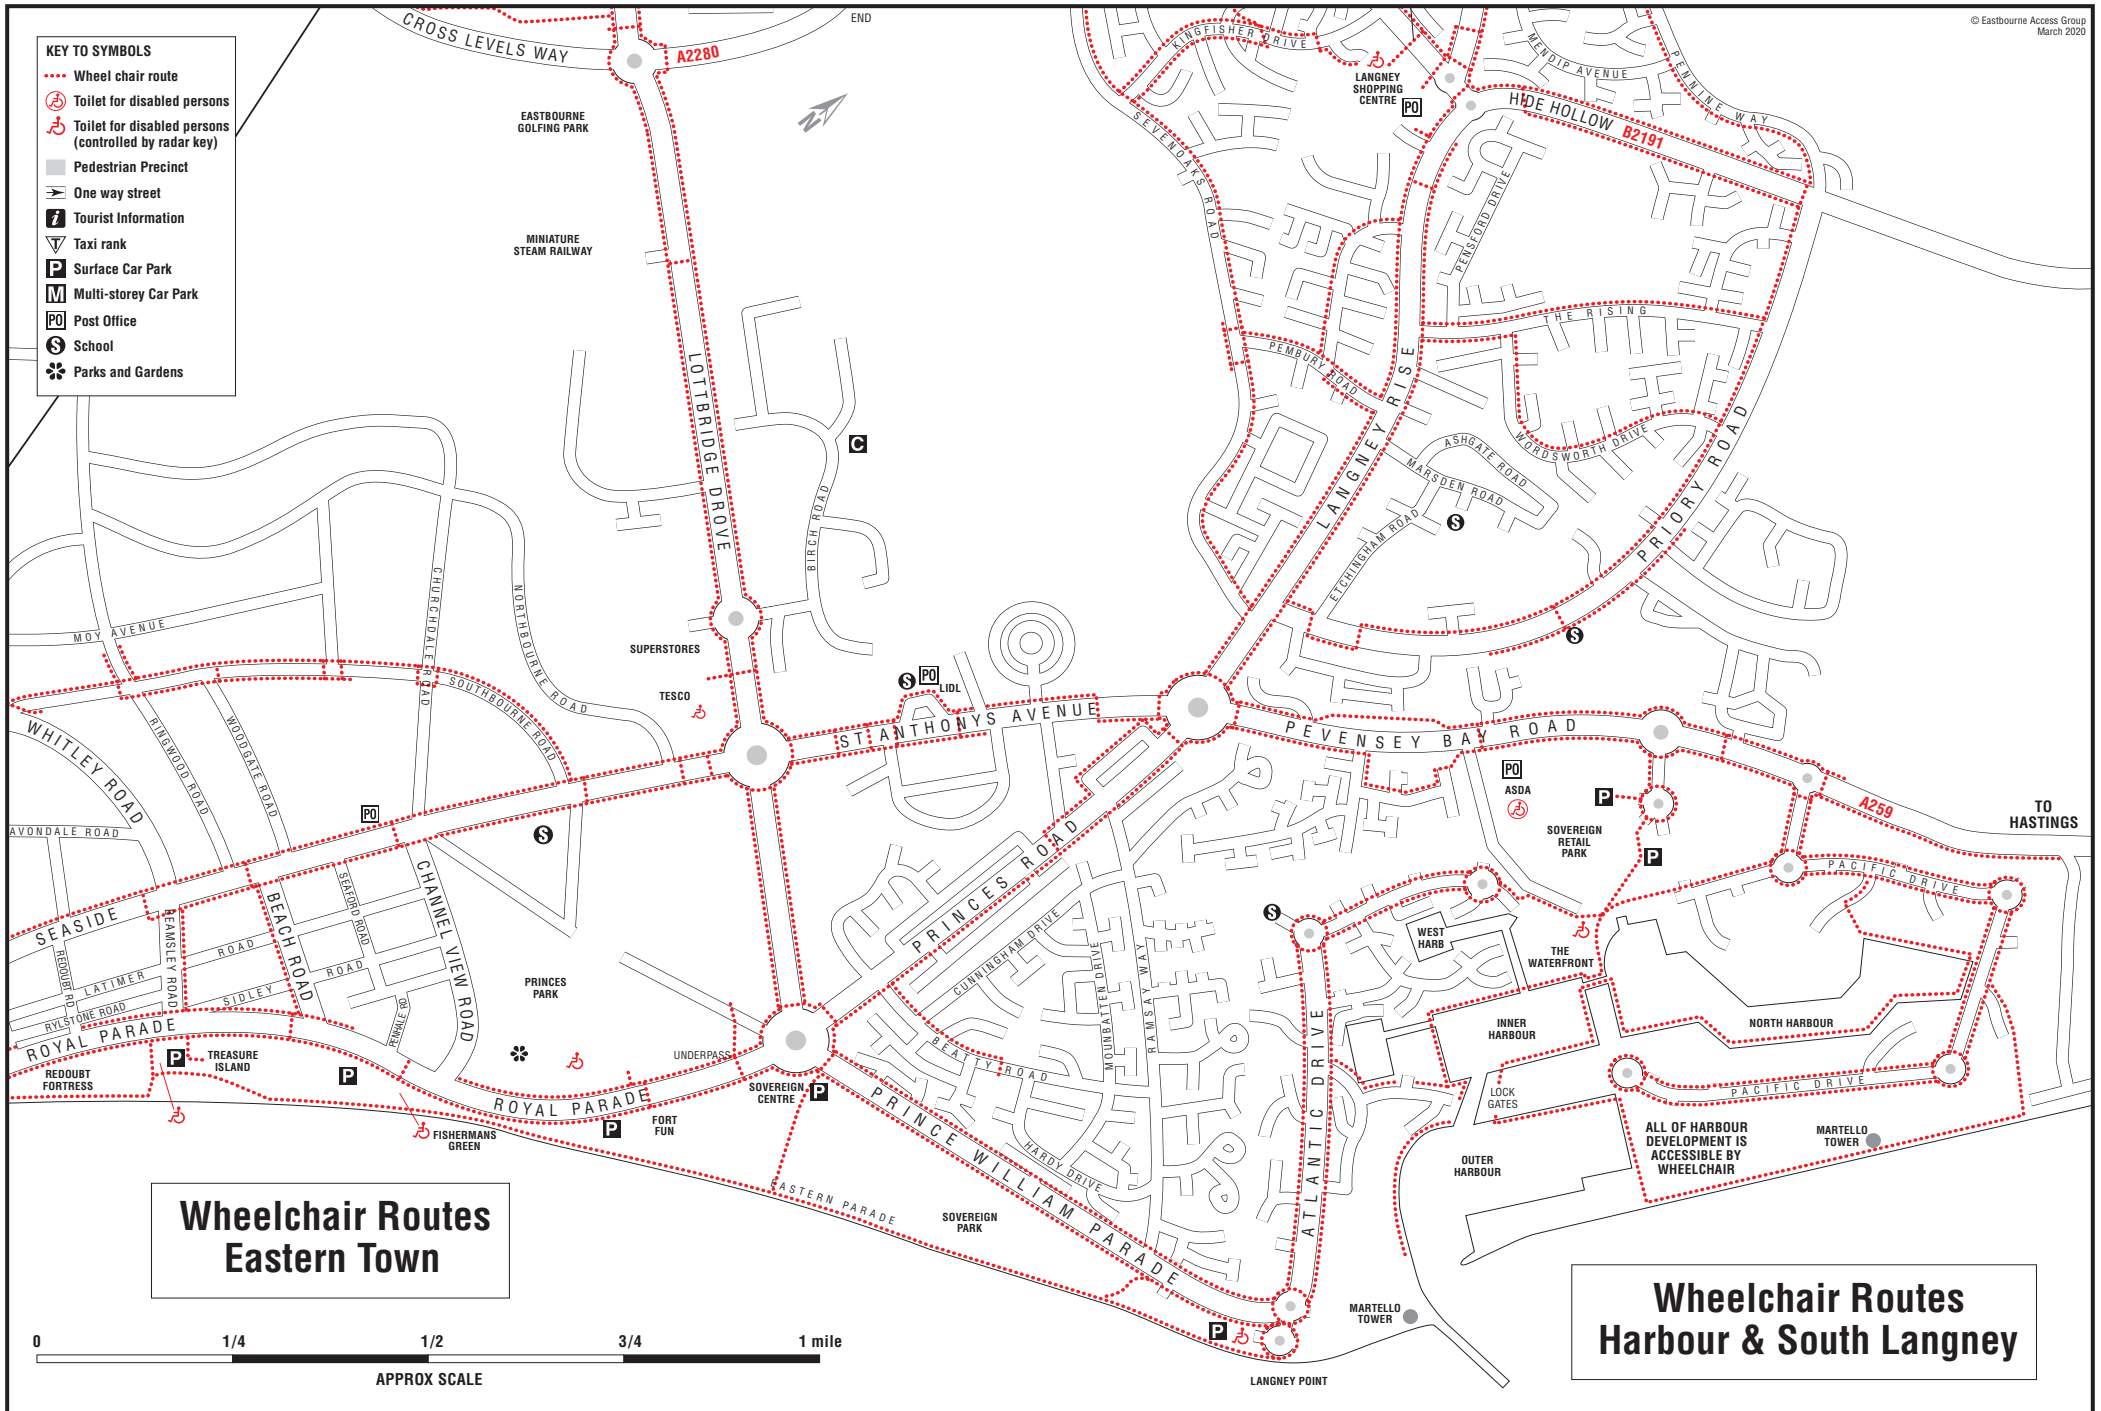 © Eastbourne Access Group
March 2020
KEY TO SYMBOLS
Wheel chair route
Toilet for disabled persons
Toilet for disabled persons
(controlled by radar key)
Pedestrian Precinct
One way street
i Tourist Information
T Taxi rank
P Surface Car Park
M Multi-storey Car Park
PO Post Office
S School
Parks and Gardens
CROSS LEVELS WAY
A2280
END
EASTBOURNE
GOLFING PARK
N
MINIATURE
STEAM RAILWAY
LOTTBRIDGE DROVE
KINGFISHER DRIVE
LANGNEY
SHOPPING
CENTRE
PO
SEVENOAKS ROAD
MENDIP AVENUE
PENNINE WAY
HIDE HOLLOW
B2191
PENSFORD DRIVE
THE RISING
PEMBURY ROAD
LANGNEY RISE
WORDSWORTH DRIVE
ASHGATE ROAD
MARSDEN ROAD
ETCHINGHAM ROAD
S
PRIORY ROAD
S
C
BIRCH ROAD
MOY AVENUE
CHURCHDALE ROAD
NORTHBOURNE ROAD
SOUTHBOURNE ROAD
SUPERSTORES
TESCO
S
PO
LIDL
ST ANTHONYS AVENUE
PEVENSEY BAY ROAD
WHITLEY ROAD
RINGWOOD ROAD
WOODGATE ROAD
AVONDALE ROAD
PO
S
PO
ASDA
P
SOVEREIGN
RETAIL
PARK
P
A259
TO
HASTINGS
PACIFIC DRIVE
SEASIDE
BEAMSLEY ROAD
BEACH ROAD
SEAFORD ROAD
CHANNEL VIEW ROAD
REDOUBT RD
LATIMER ROAD
SIDLEY ROAD
RYLSTONE ROAD
PENHALE RD
ROYAL PARADE
PRINCES
PARK
PRINCES ROAD
CUNNINGHAM DRIVE
MOUNTBATTEN DRIVE
RAMSAY WAY
BEATTY ROAD
HARDY DRIVE
S
WEST
HARB
THE
WATERFRONT
INNER
HARBOUR
NORTH HARBOUR
LOCK
GATES
PACIFIC DRIVE
ATLANTIC DRIVE
REDOUBT
FORTRESS
P
TREASURE
ISLAND
P
FISHERMANS
GREEN
ROYAL PARADE
P
FORT
FUN
UNDERPASS
SOVEREIGN
CENTRE
P
PRINCE WILLIAM PARADE
EASTERN PARADE
SOVEREIGN
PARK
OUTER
HARBOUR
ALL OF HARBOUR
DEVELOPMENT IS
ACCESSIBLE BY
WHEELCHAIR
MARTELLO
TOWER
MARTELLO
TOWER
P
LANGNEY POINT
Wheelchair Routes
Eastern Town
Wheelchair Routes
Harbour & South Langney
0 1/4 1/2 3/4 1 mile
APPROX SCALE